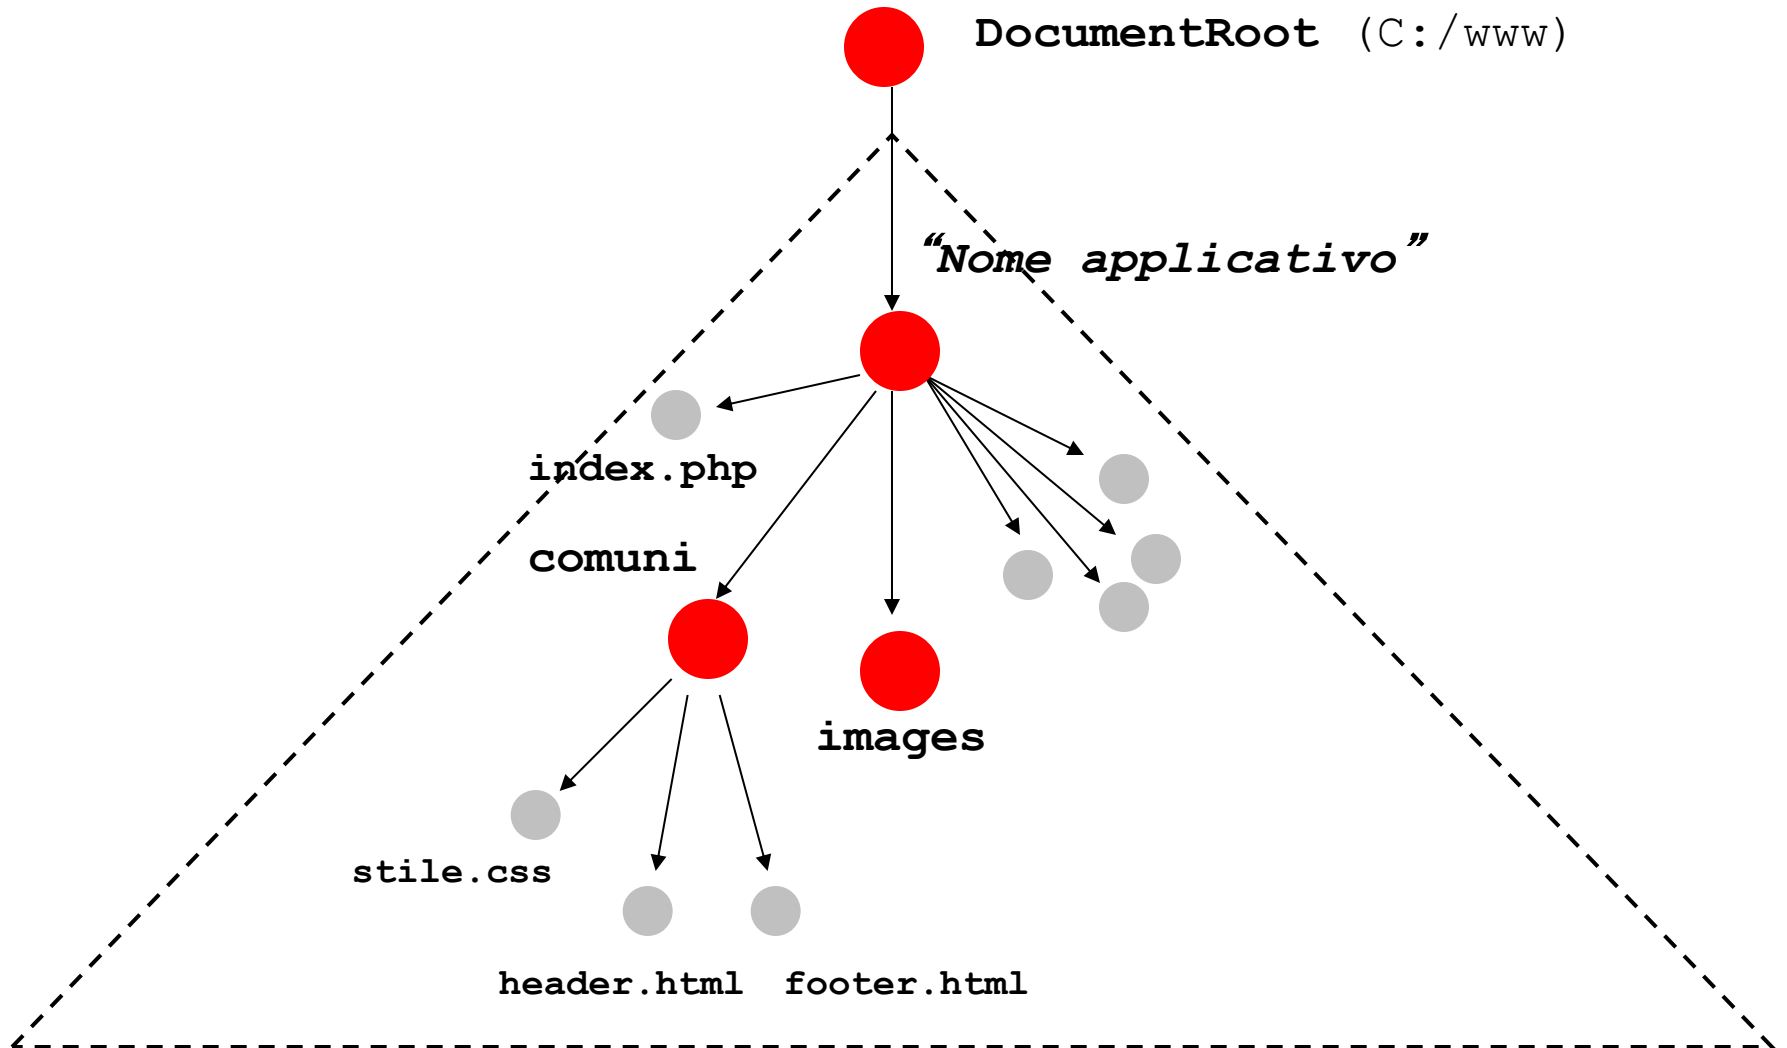 DocumentRoot (C:/www)
“Nome applicativo”
index.php
comuni
images
stile.css
header.html footer.html